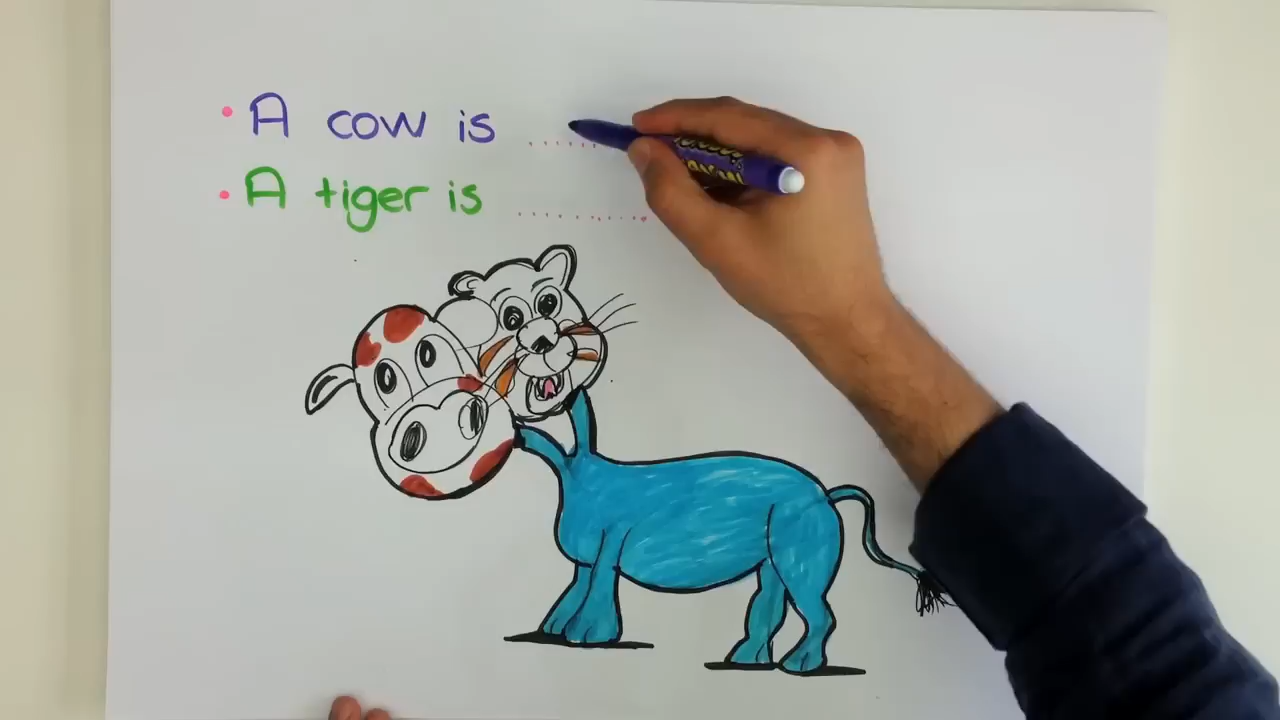 • A cow is ..........
• A tiger is ..........